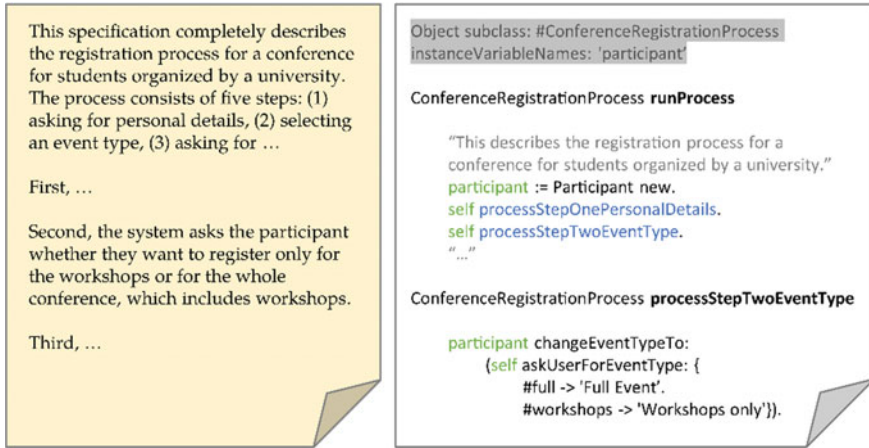 This specification completely describes
the registration process for a conference
for students organized by a university.
The process consists of five steps: (1)
asking for personal details, (2) selecting
an event type, (3) asking for …
First, …
Second, the system asks the participant
whether they want to register only for
the workshops or for the whole
conference, which includes workshops.
Third, …
Object subclass: #ConferenceRegistrationProcess
instanceVariableNames: 'participant'
ConferenceRegistrationProcess runProcess
"This describes the registration process for a
conference for students organized by a university."
participant := Participant new.
self processStepOnePersonalDetails.
self processStepTwoEventType.
"…"
ConferenceRegistrationProcess processStepTwoEventType
participant changeEventTypeTo:
(self askUserForEventType: {
#full -> 'Full Event'.
#workshops -> 'Workshops only'}).